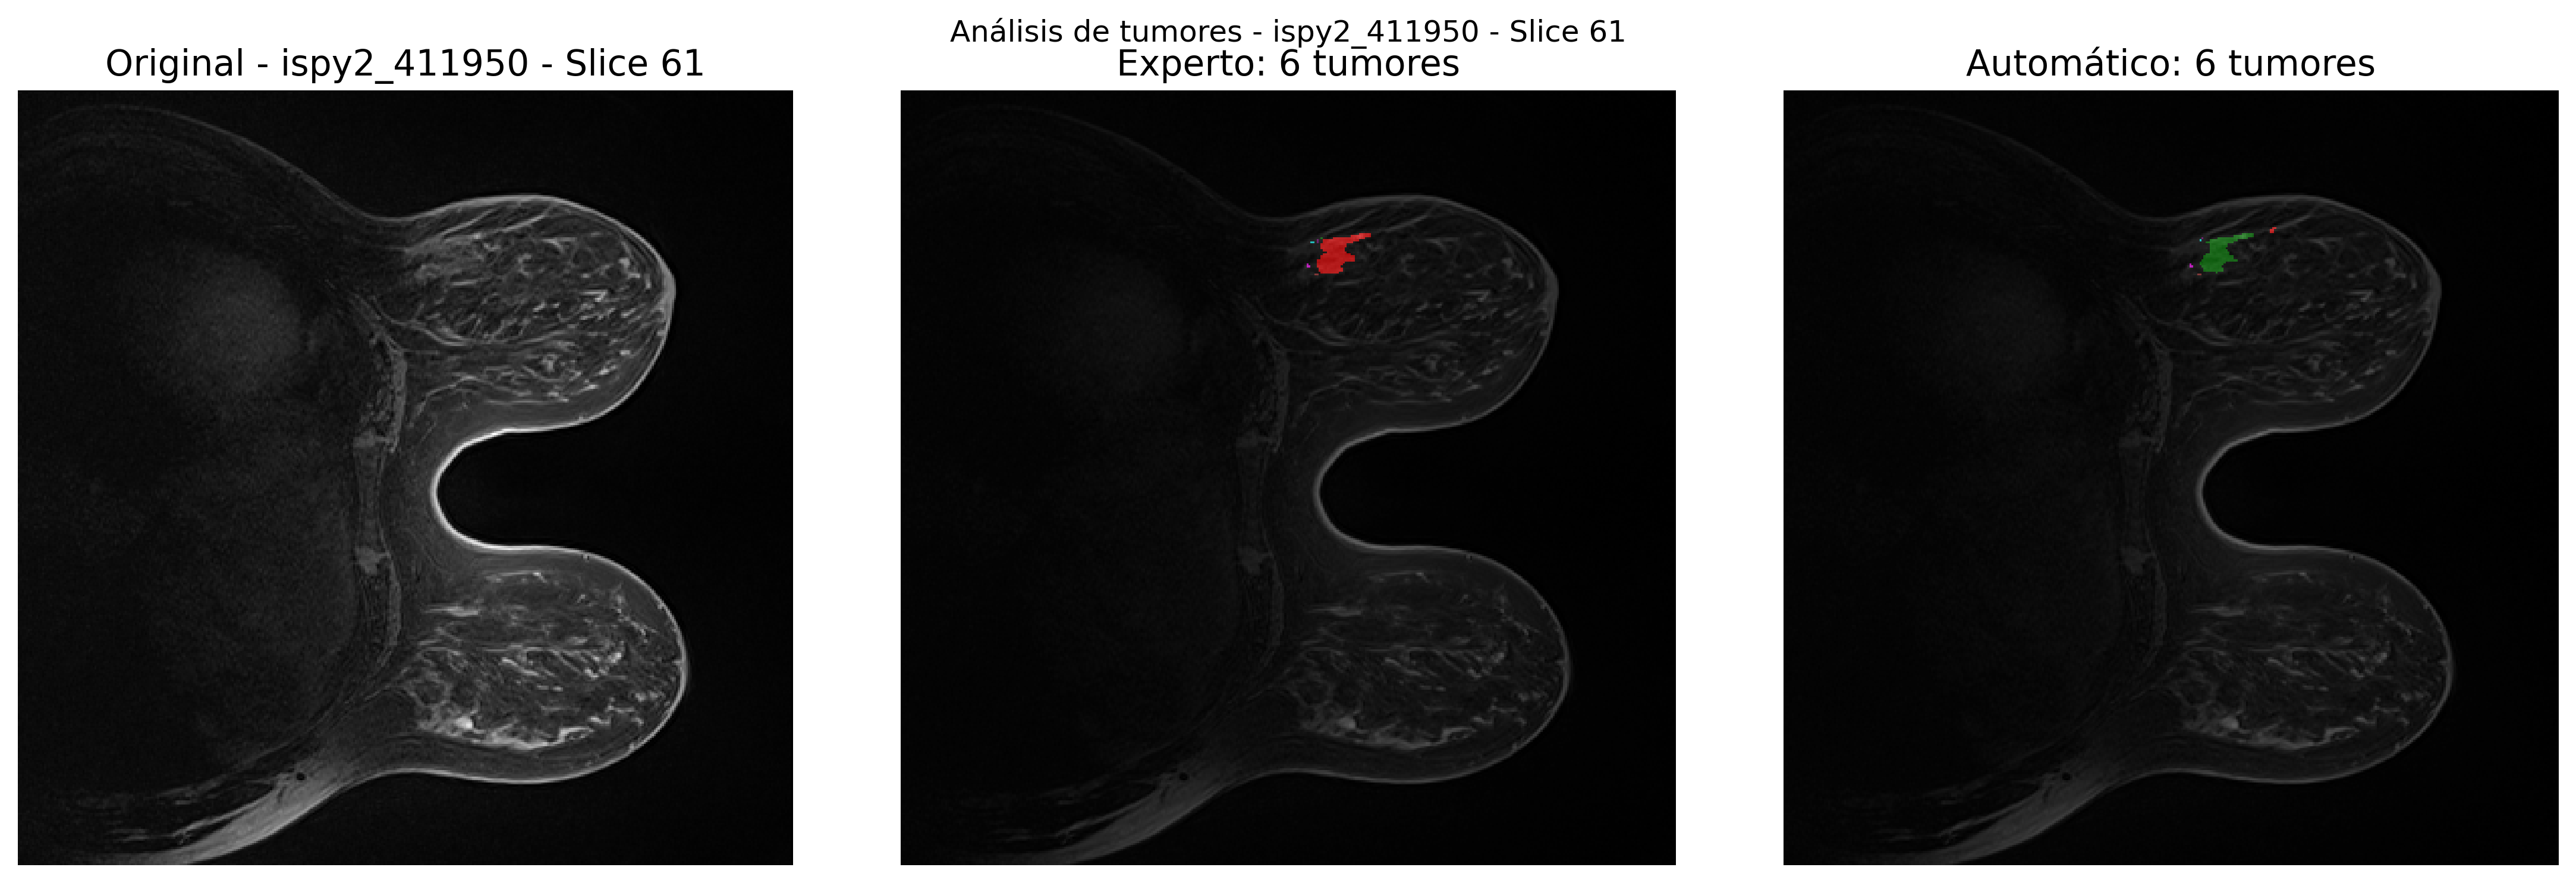 Análisis de tumores - ispy2_411950 - Slice 61
Original - ispy2_411950 - Slice 61
Experto: 6 tumores
Automático: 6 tumores